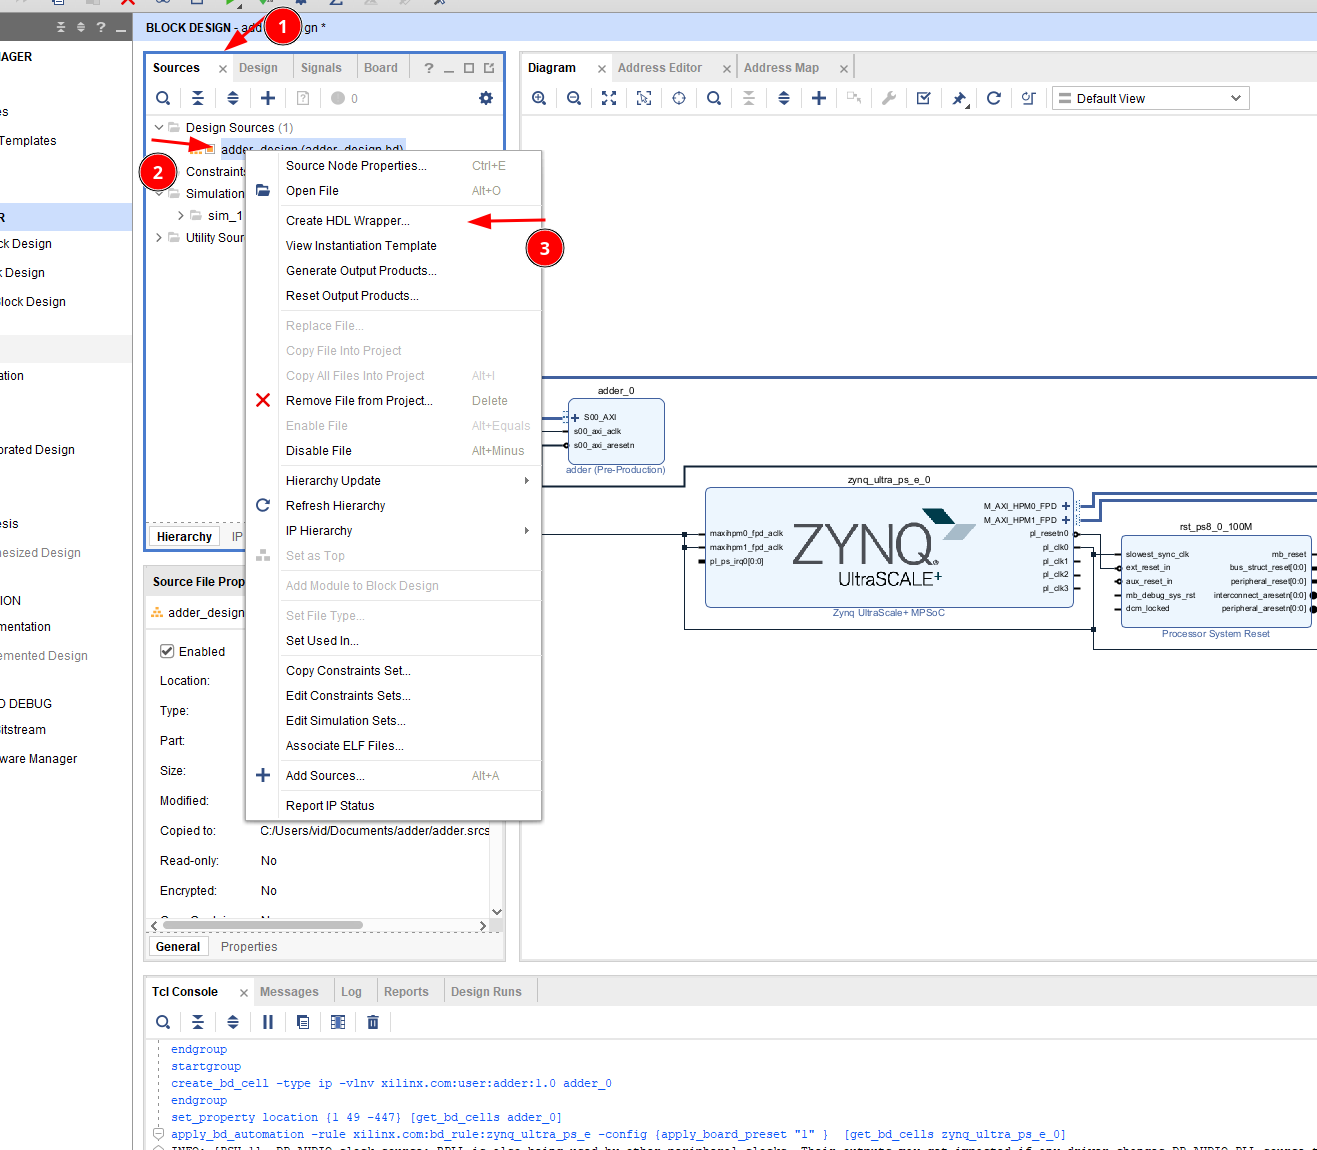 BLOCK DESIGN - add gn *
1
AGER
es
Templates
R
ck Design
k Design
Block Design
ation
orated Design
esis
nesized Design
ION
mentation
emented Design
D DEBUG
itstream
ware Manager
Sources
Design
Signals
Board
? _
0
Design Sources (1)
adder_design (adder_design.bd)
2
Constraints
Simulation
sim_1
Utility Sour
Hierarchy
IP
Source Node Properties... Ctrl+E
Open File Alt+O
Create HDL Wrapper...
3
View Instantiation Template
Generate Output Products...
Reset Output Products...
Replace File...
Copy File Into Project
Copy All Files Into Project Alt+I
Remove File from Project... Delete
Enable File Alt+Equals
Disable File Alt+Minus
Hierarchy Update
Refresh Hierarchy
IP Hierarchy
Set as Top
Add Module to Block Design
Set File Type...
Set Used In...
Copy Constraints Set...
Edit Constraints Sets...
Edit Simulation Sets...
Associate ELF Files...
Add Sources... Alt+A
Report IP Status
Source File Prop
adder_design
Enabled
Location:
Type:
Part:
Size:
Modified:
Copied to: C:/Users/vid/Documents/adder/adder.srcs
Read-only: No
Encrypted: No
General
Properties
Diagram
Address Editor
Address Map
Default View
adder_0
S00_AXI
s00_axi_aclk
s00_axi_aresetn
adder (Pre-Production)
zynq_ultra_ps_e_0
maxihpm0_fpd_aclk
maxihpm1_fpd_aclk
pl_ps_irq0[0:0]
ZYNQ
UltraSCALE+
M_AXI_HPM0_FPD
M_AXI_HPM1_FPD
pl_resetn0
pl_clk0
pl_clk1
pl_clk2
pl_clk3
Zynq UltraScale+ MPSoC
rst_ps8_0_100M
slowest_sync_clk
ext_reset_in
aux_reset_in
mb_debug_sys_rst
dcm_locked
mb_reset
bus_struct_reset[0:0]
peripheral_reset[0:0]
interconnect_aresetn[0:0]
peripheral_aresetn[0:0]
Processor System Reset
Tcl Console
Messages
Log
Reports
Design Runs
endgroup
startgroup
create_bd_cell -type ip -vlnv xilinx.com:user:adder:1.0 adder_0
endgroup
set_property location {1 49 -447} [get_bd_cells adder_0]
apply_bd_automation -rule xilinx.com:bd_rule:zynq_ultra_ps_e -config {apply_board_preset "1" } [get_bd_cells zynq_ultra_ps_e_0]